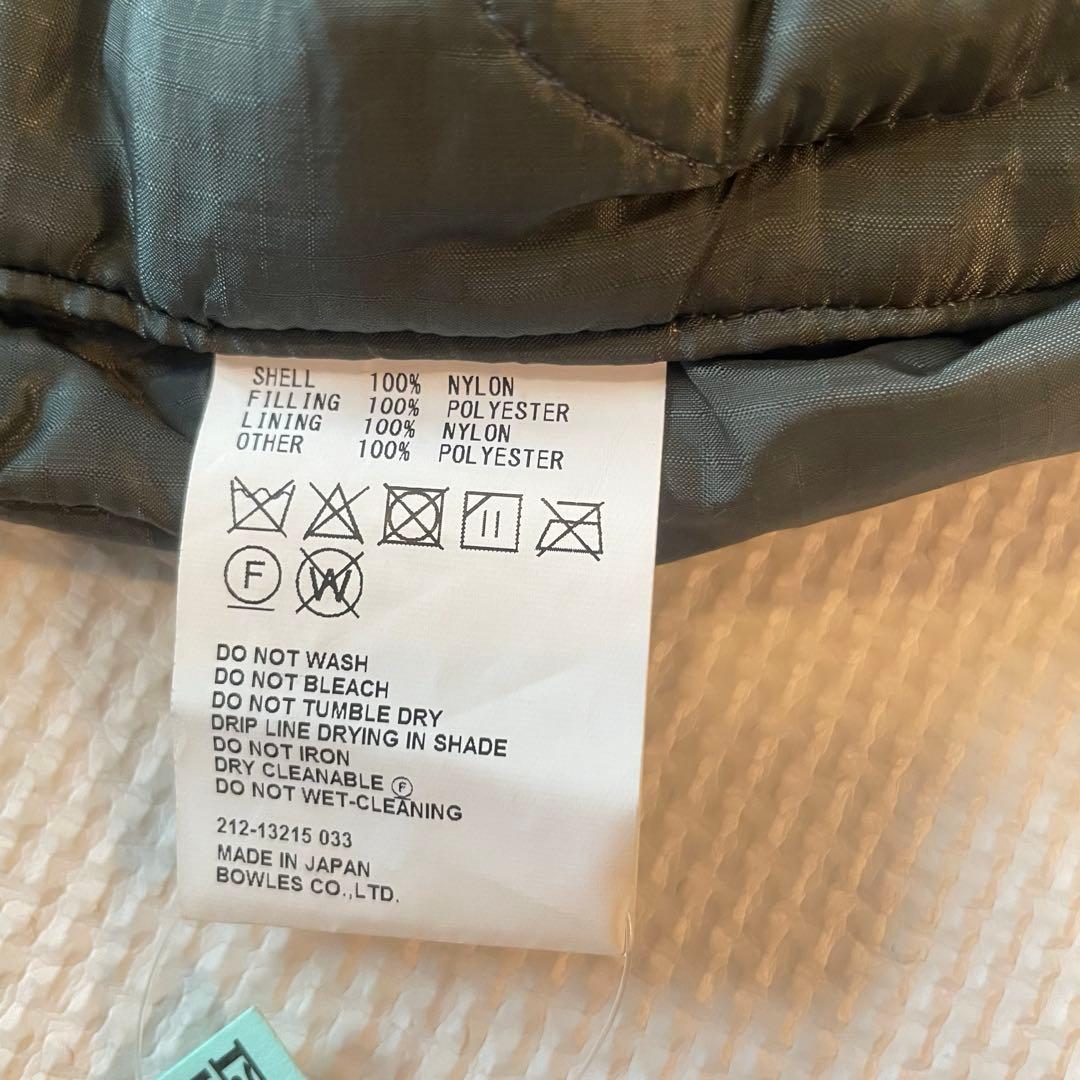 SHELL 100% NYLON
FILLING 100% POLYESTER
LINING 100% NYLON
OTHER 100% POLYESTER
F W
DO NOT WASH
DO NOT BLEACH
DO NOT TUMBLE DRY
DRIP LINE DRYING IN SHADE
DO NOT IRON
DRY CLEANABLE Ⓕ
DO NOT WET-CLEANING
212-13215 033
MADE IN JAPAN
BOWLES CO.,LTD.